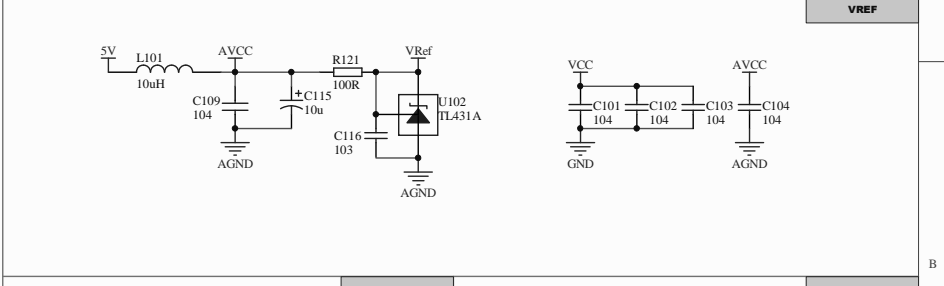 VREF
5V
L101
10uH
AVCC
R121
100R
VRef
C109
104
+
C115
10u
U102
TL431A
C116
103
AGND
AGND
VCC
AVCC
C101
104
C102
104
C103
104
C104
104
GND
AGND
B